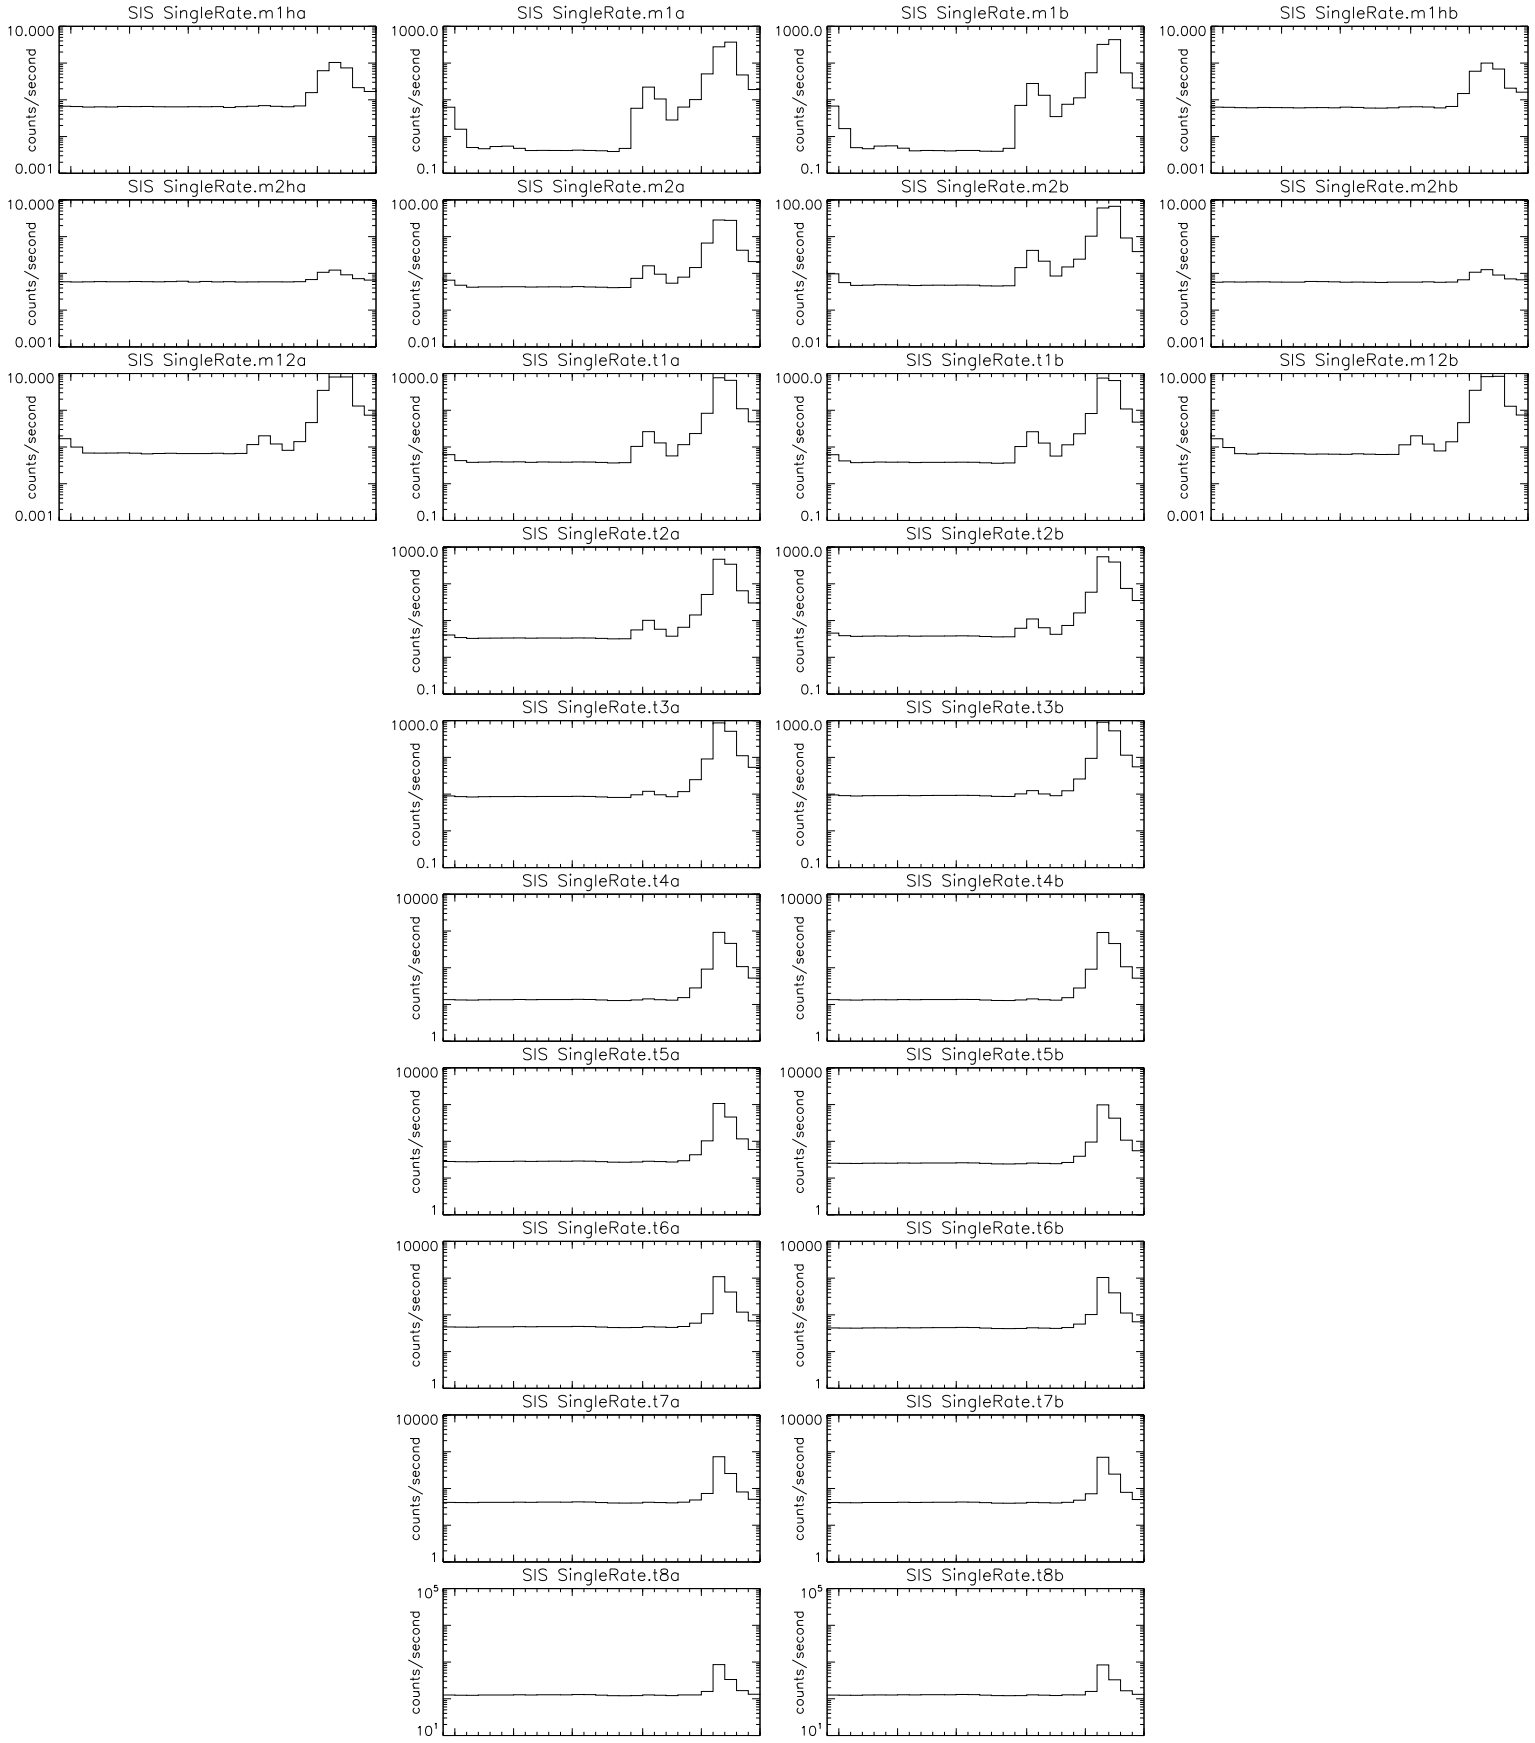 SIS SingleRate.m1ha
10.000
counts/second
0.001
SIS SingleRate.m1a
1000.0
counts/second
0.1
SIS SingleRate.m1b
1000.0
counts/second
0.1
SIS SingleRate.m1hb
10.000
counts/second
0.001
SIS SingleRate.m2ha
10.000
counts/second
0.001
SIS SingleRate.m2a
100.00
counts/second
0.01
SIS SingleRate.m2b
100.00
counts/second
0.01
SIS SingleRate.m2hb
10.000
counts/second
0.001
SIS SingleRate.m12a
10.000
counts/second
0.001
SIS SingleRate.t1a
1000.0
counts/second
0.1
SIS SingleRate.t1b
1000.0
counts/second
0.1
SIS SingleRate.m12b
10.000
counts/second
0.001
SIS SingleRate.t2a
1000.0
counts/second
0.1
SIS SingleRate.t2b
1000.0
counts/second
0.1
SIS SingleRate.t3a
1000.0
counts/second
0.1
SIS SingleRate.t3b
1000.0
counts/second
0.1
SIS SingleRate.t4a
10000
counts/second
1
SIS SingleRate.t4b
10000
counts/second
1
SIS SingleRate.t5a
10000
counts/second
1
SIS SingleRate.t5b
10000
counts/second
1
SIS SingleRate.t6a
10000
counts/second
1
SIS SingleRate.t6b
10000
counts/second
1
SIS SingleRate.t7a
10000
counts/second
1
SIS SingleRate.t7b
10000
counts/second
1
SIS SingleRate.t8a
10⁵
counts/second
10¹
SIS SingleRate.t8b
10⁵
counts/second
10¹